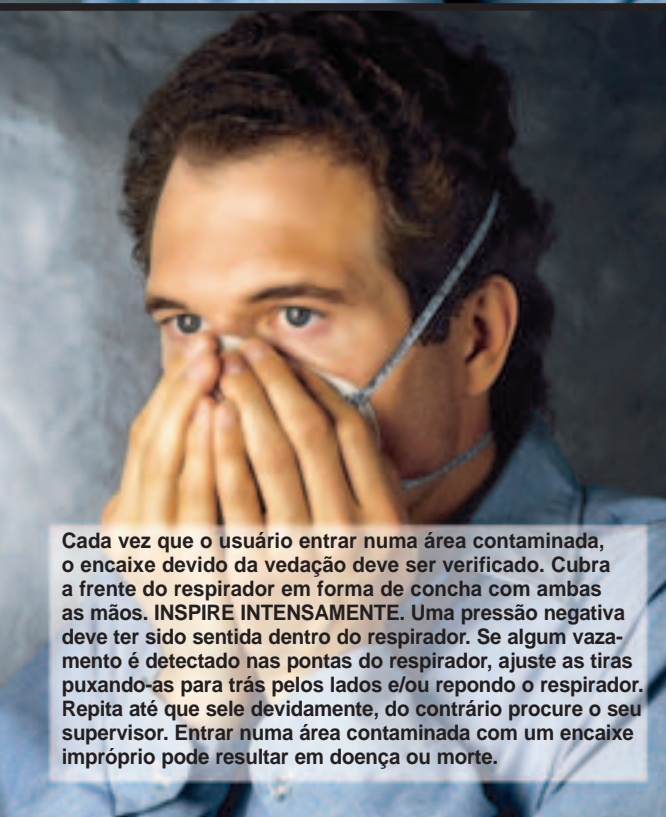 Cada vez que o usuário entrar numa área contaminada,
o encaixe devido da vedação deve ser verificado. Cubra
a frente do respirador em forma de concha com ambas
as mãos. INSPIRE INTENSAMENTE. Uma pressão negativa
deve ter sido sentida dentro do respirador. Se algum vaza-
mento é detectado nas pontas do respirador, ajuste as tiras
puxando-as para trás pelos lados e/ou repondo o respirador.
Repita até que sele devidamente, do contrário procure o seu
supervisor. Entrar numa área contaminada com um encaixe
impróprio pode resultar em doença ou morte.